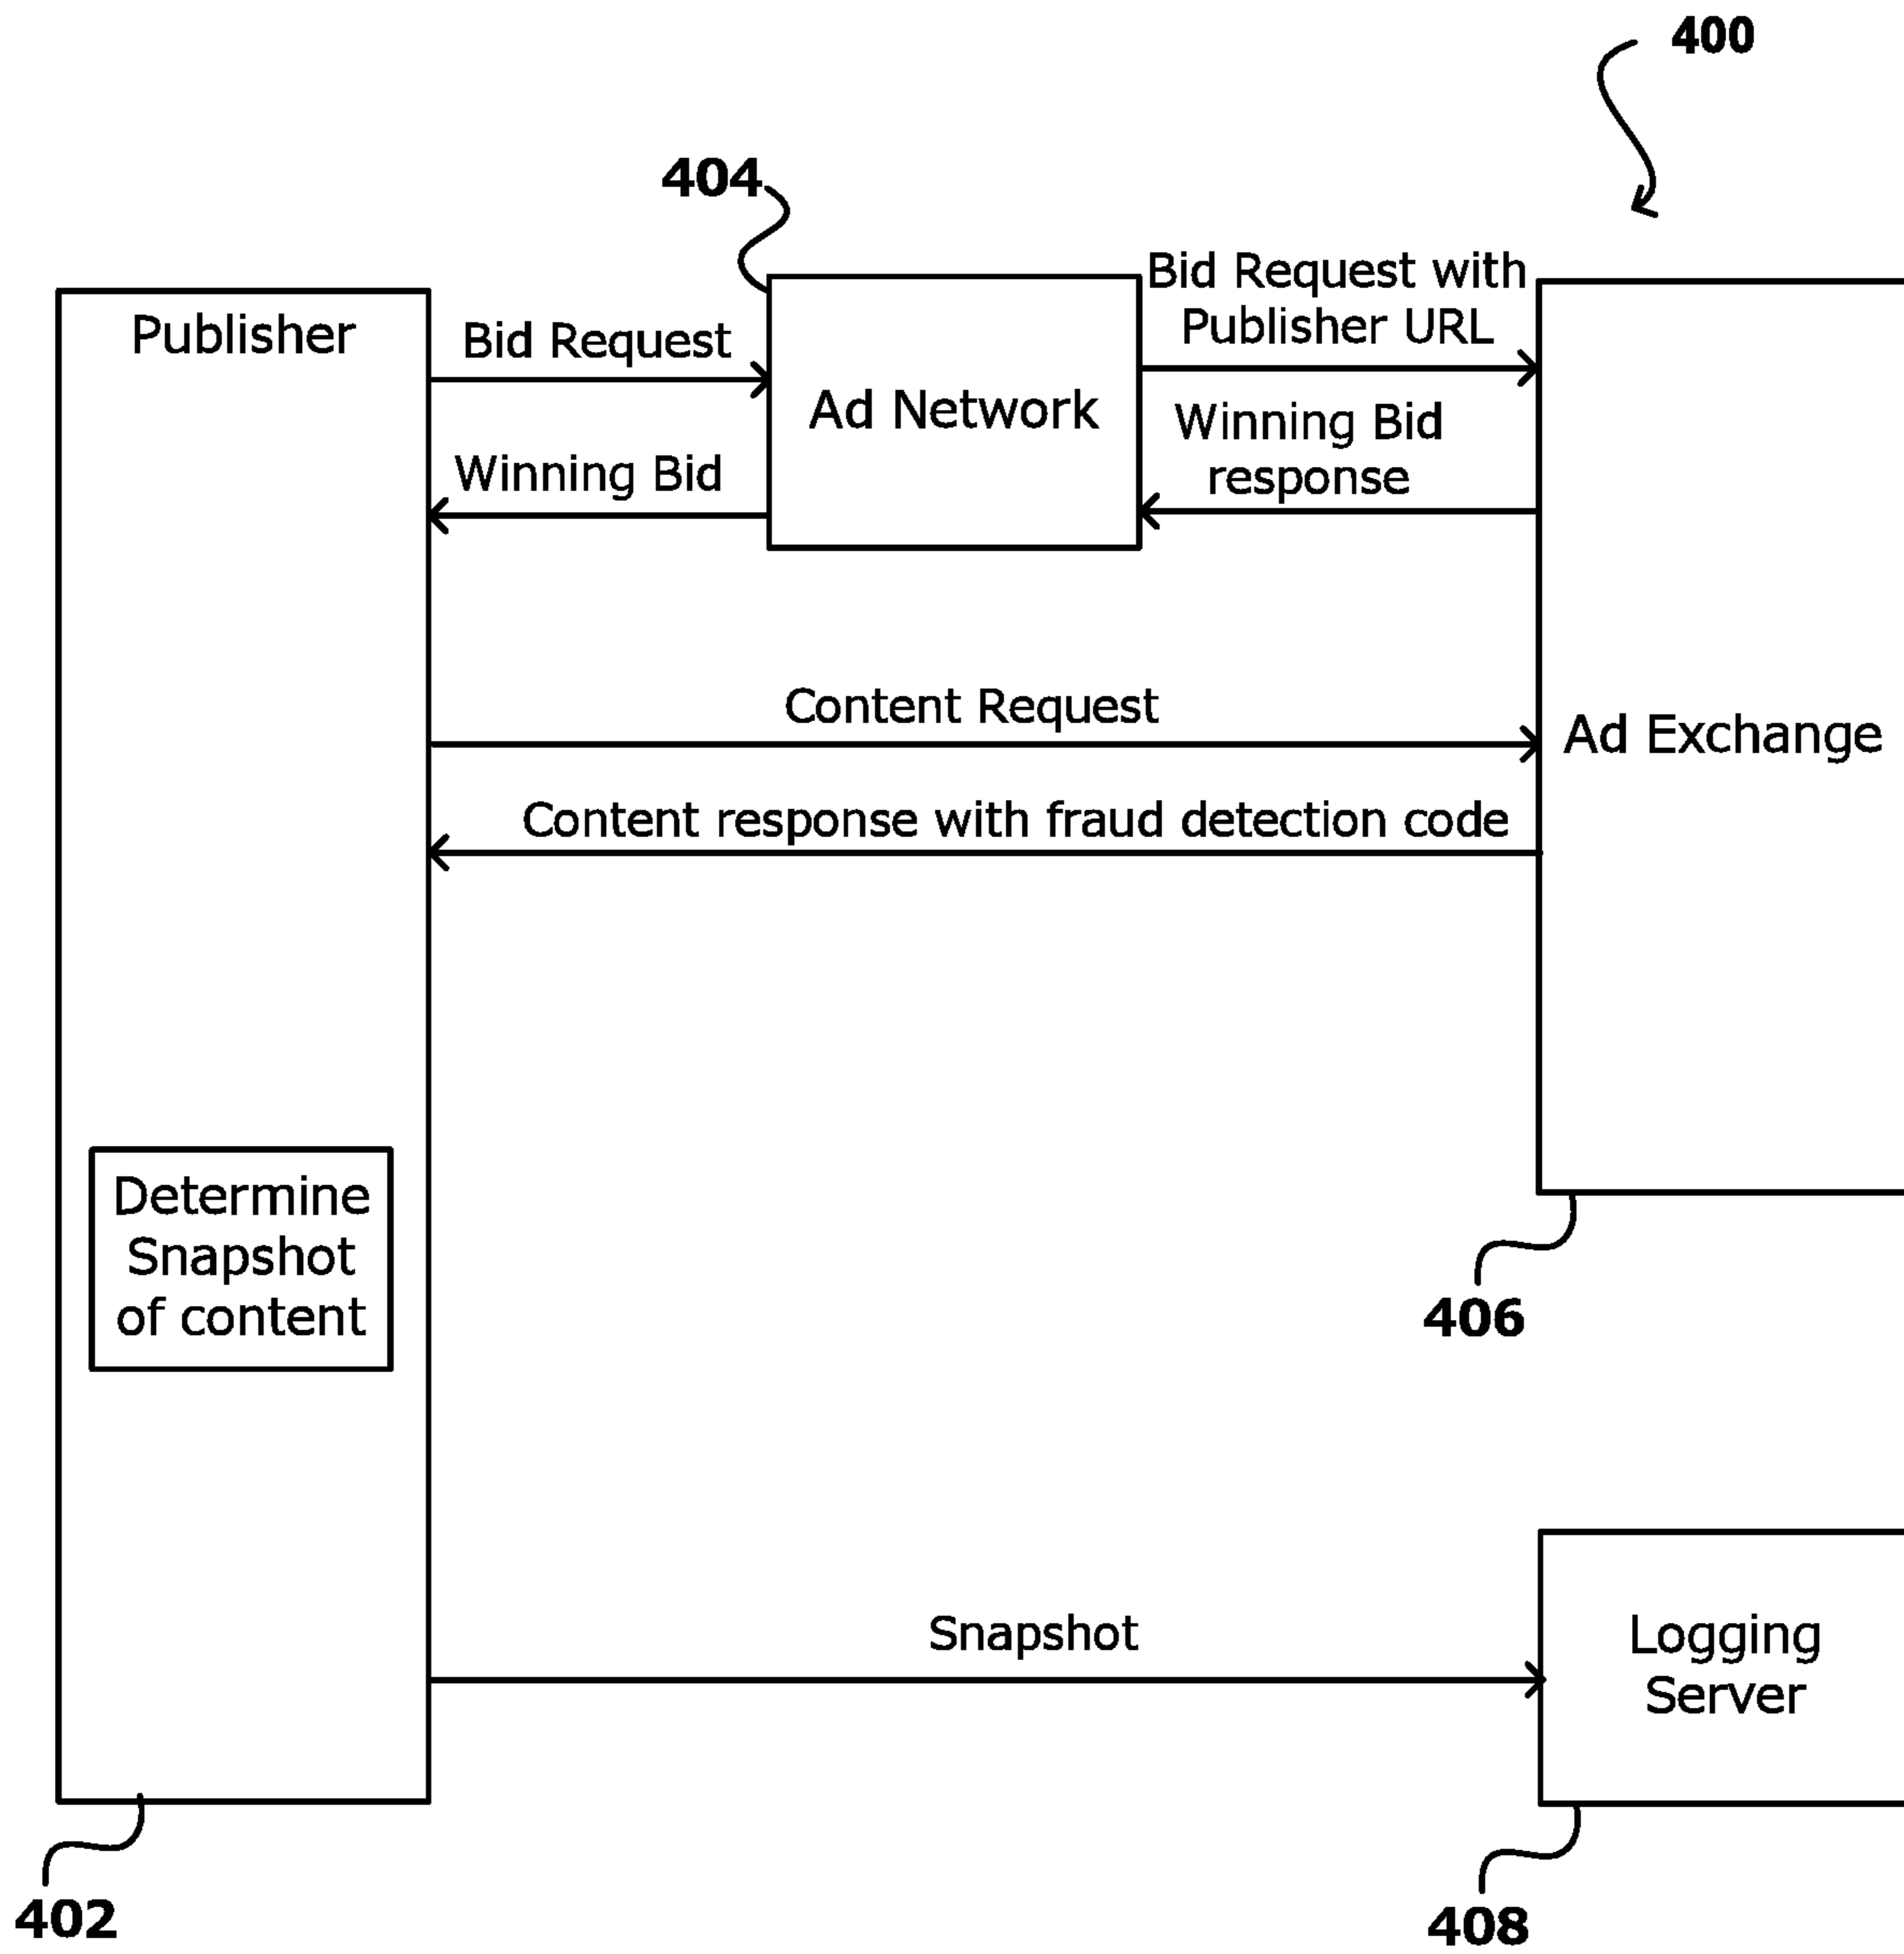 400
404
Publisher
Bid Request
Winning Bid
Ad Network
Bid Request with
Publisher URL
Winning Bid
response
Content Request
Content response with fraud detection code
Ad Exchange
Determine
Snapshot
of content
406
Snapshot
Logging
Server
402
408